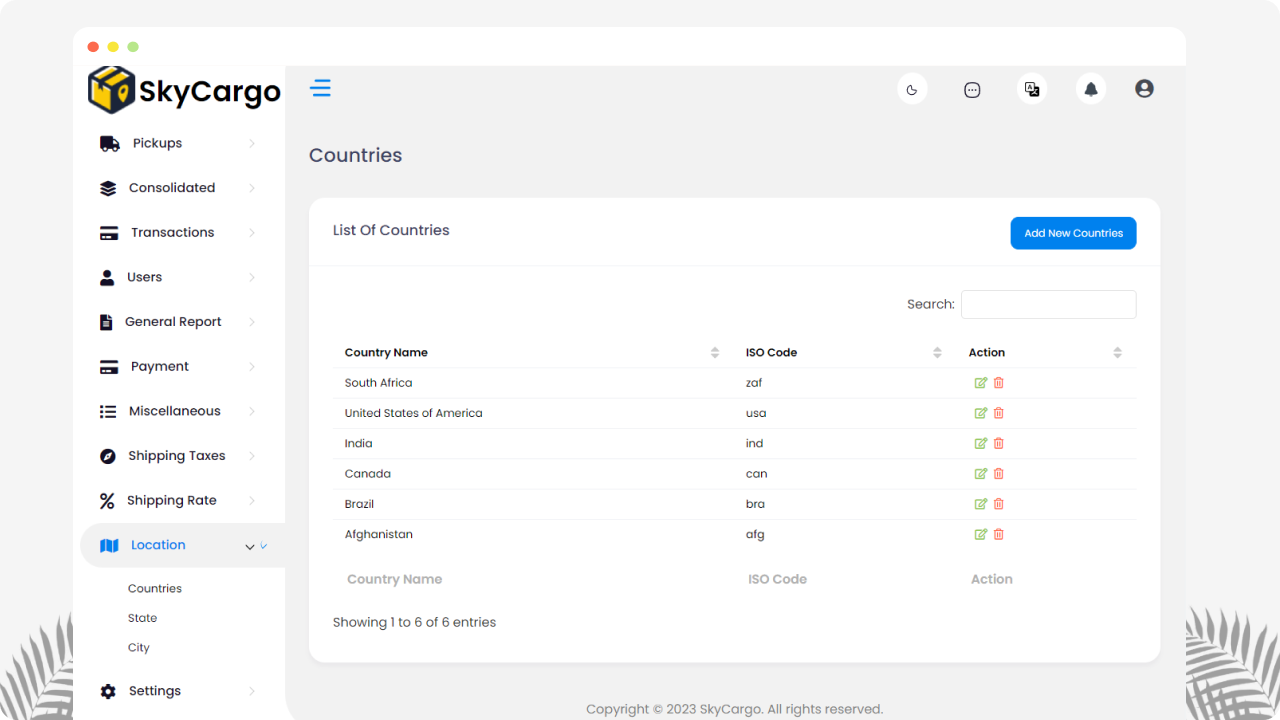 SkyCargo
Pickups
Consolidated
Transactions
Users
General Report
Payment
Miscellaneous
Shipping Taxes
Shipping Rate
Location
Countries
State
City
Settings
Countries
List Of Countries
Add New Countries
Search:
Country Name ISO Code Action
South Africa zaf
United States of America usa
India ind
Canada can
Brazil bra
Afghanistan afg
Country Name ISO Code Action
Showing 1 to 6 of 6 entries
Copyright © 2023 SkyCargo. All rights reserved.